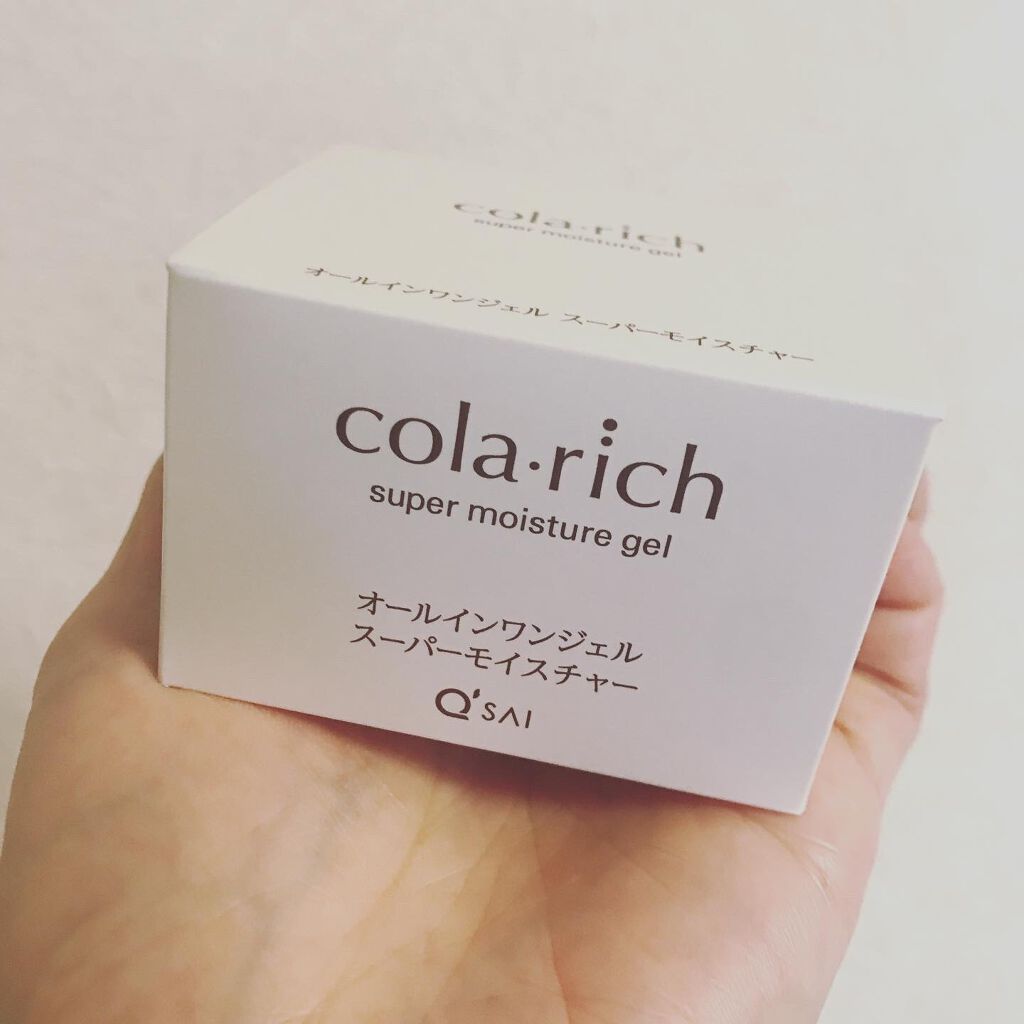 cola・rich
super moisture gel
オールインワンジェル スーパーモイスチャー
cola・rich
super moisture gel
オールインワンジェル
スーパーモイスチャー
Q'SAI